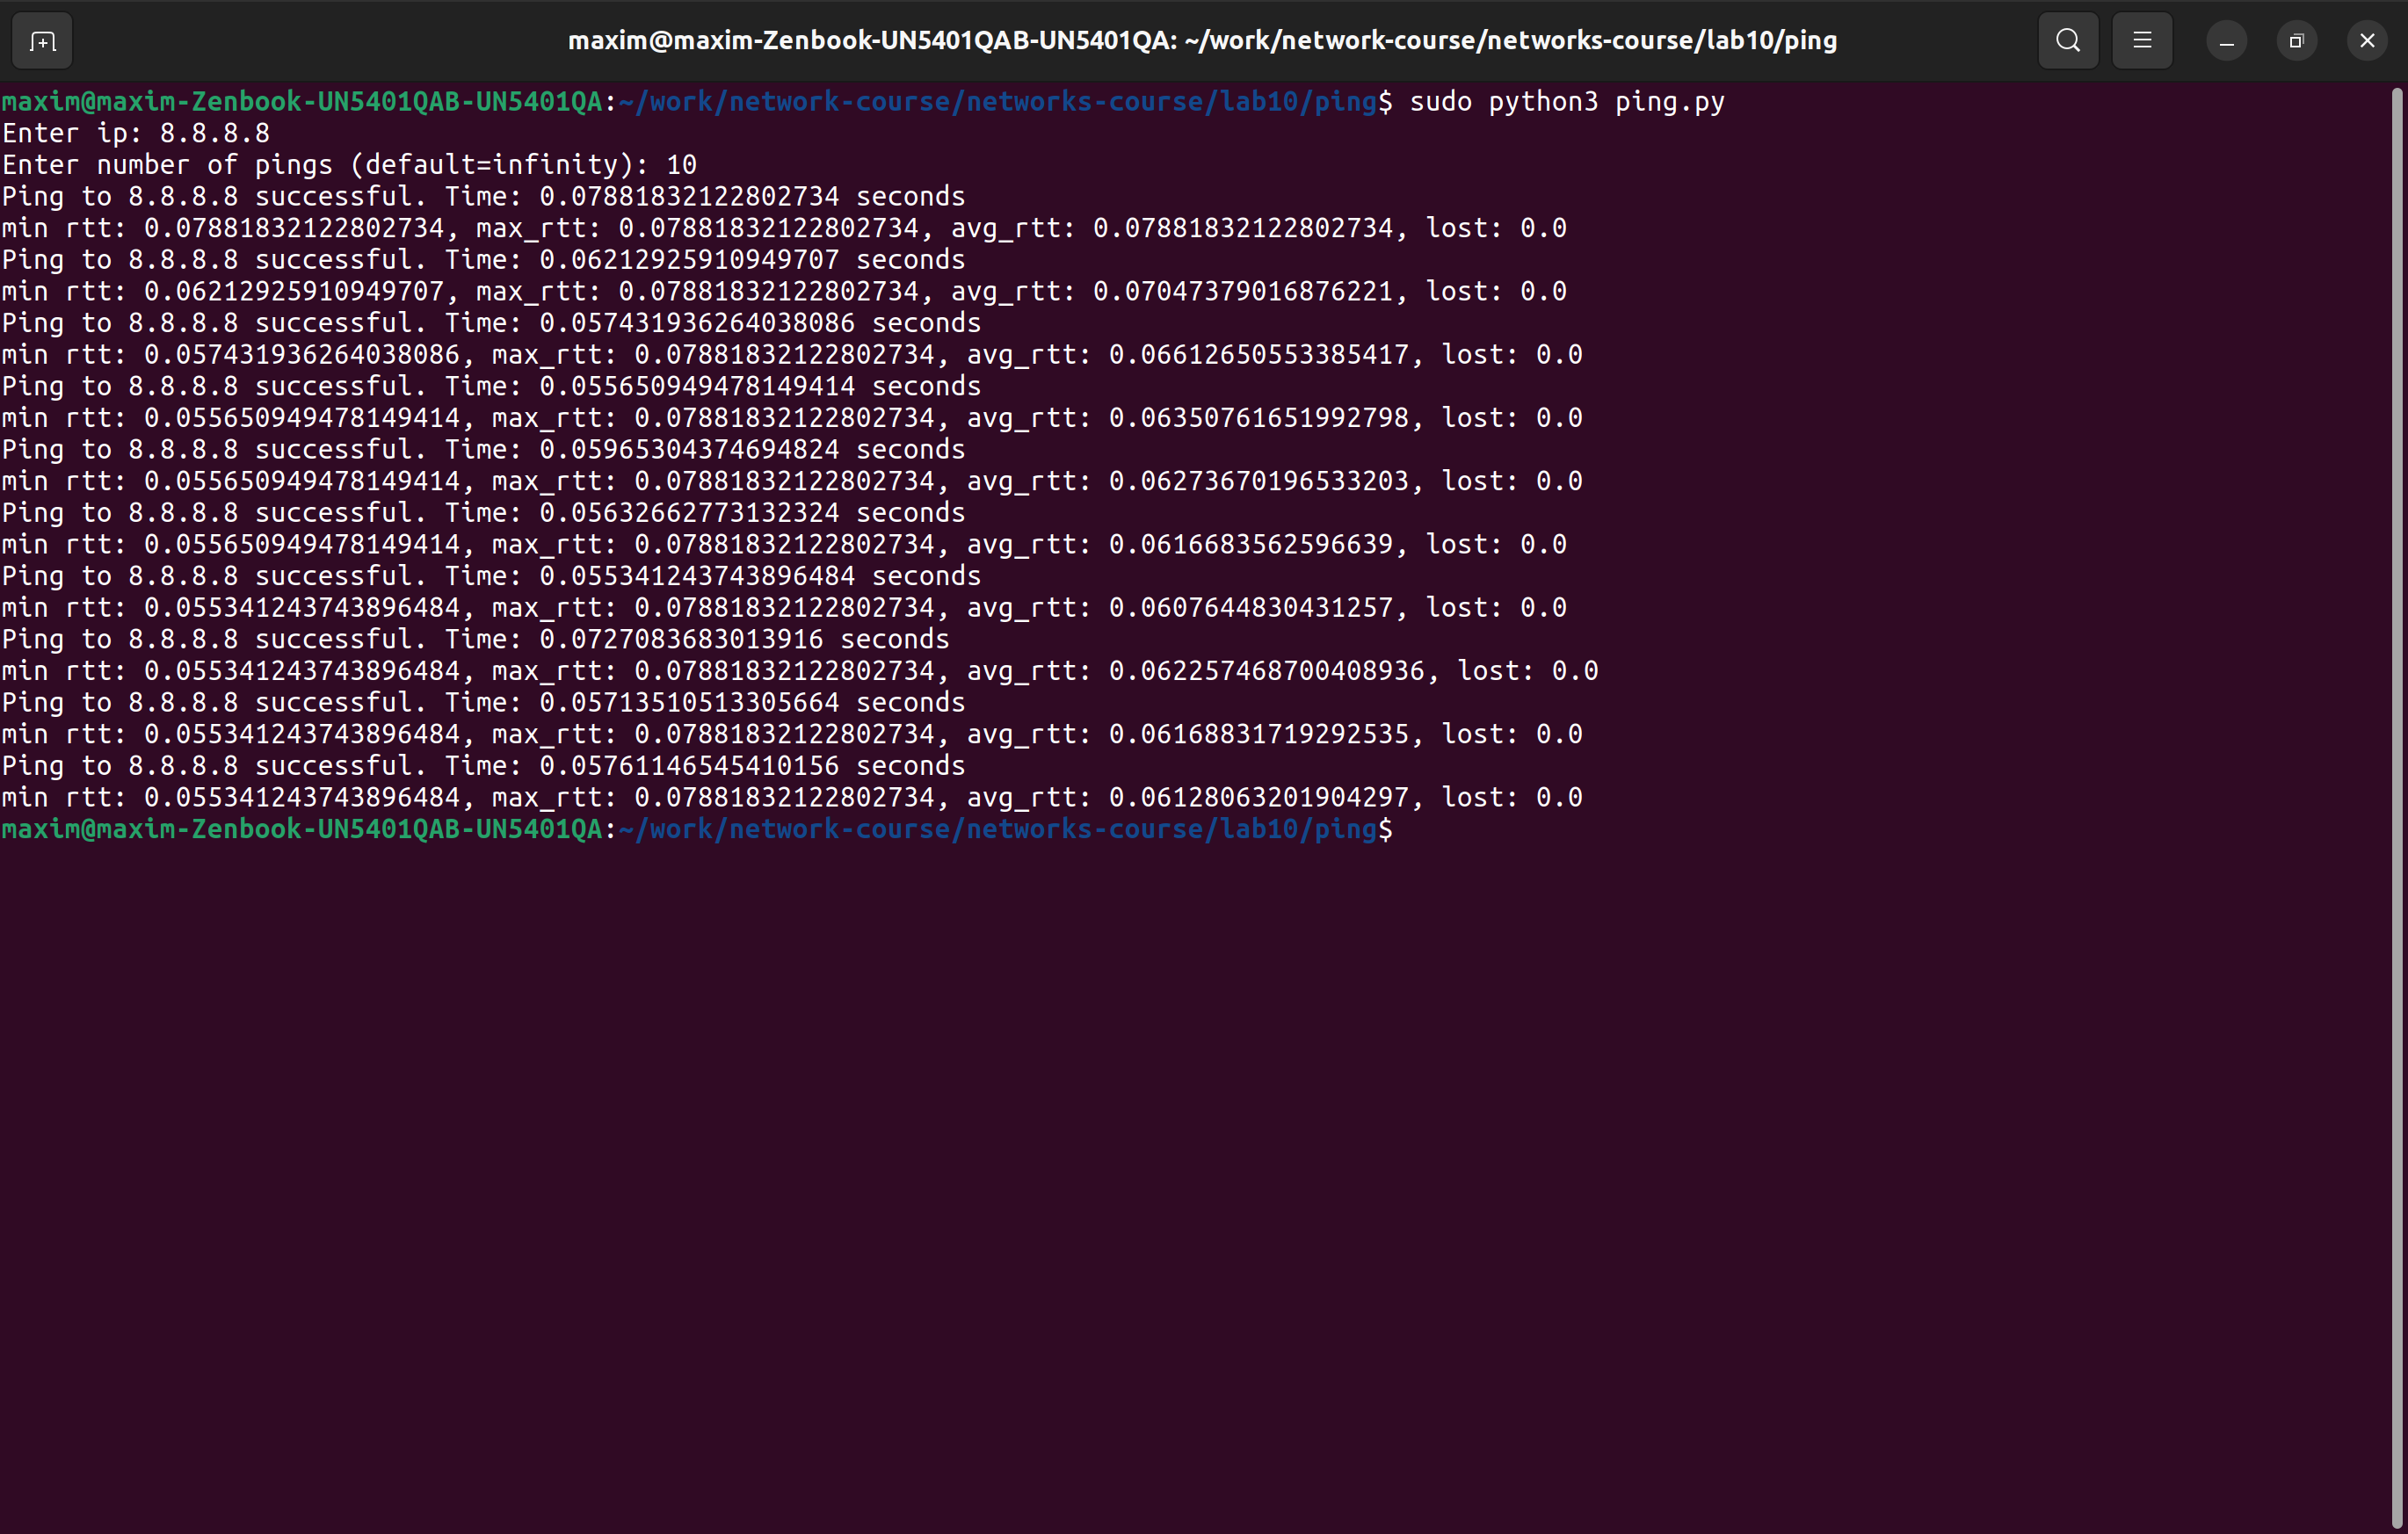 maxim@maxim-Zenbook-UN5401QAB-UN5401QA: ~/work/network-course/networks-course/lab10/ping
maxim@maxim-Zenbook-UN5401QAB-UN5401QA:~/work/network-course/networks-course/lab10/ping$ sudo python3 ping.py
Enter ip: 8.8.8.8
Enter number of pings (default=infinity): 10
Ping to 8.8.8.8 successful. Time: 0.07881832122802734 seconds
min rtt: 0.07881832122802734, max_rtt: 0.07881832122802734, avg_rtt: 0.07881832122802734, lost: 0.0
Ping to 8.8.8.8 successful. Time: 0.06212925910949707 seconds
min rtt: 0.06212925910949707, max_rtt: 0.07881832122802734, avg_rtt: 0.07047379016876221, lost: 0.0
Ping to 8.8.8.8 successful. Time: 0.057431936264038086 seconds
min rtt: 0.057431936264038086, max_rtt: 0.07881832122802734, avg_rtt: 0.06612650553385417, lost: 0.0
Ping to 8.8.8.8 successful. Time: 0.055650949478149414 seconds
min rtt: 0.055650949478149414, max_rtt: 0.07881832122802734, avg_rtt: 0.06350761651992798, lost: 0.0
Ping to 8.8.8.8 successful. Time: 0.05965304374694824 seconds
min rtt: 0.055650949478149414, max_rtt: 0.07881832122802734, avg_rtt: 0.06273670196533203, lost: 0.0
Ping to 8.8.8.8 successful. Time: 0.05632662773132324 seconds
min rtt: 0.055650949478149414, max_rtt: 0.07881832122802734, avg_rtt: 0.0616683562596639, lost: 0.0
Ping to 8.8.8.8 successful. Time: 0.055341243743896484 seconds
min rtt: 0.055341243743896484, max_rtt: 0.07881832122802734, avg_rtt: 0.0607644830431257, lost: 0.0
Ping to 8.8.8.8 successful. Time: 0.0727083683013916 seconds
min rtt: 0.055341243743896484, max_rtt: 0.07881832122802734, avg_rtt: 0.062257468700408936, lost: 0.0
Ping to 8.8.8.8 successful. Time: 0.05713510513305664 seconds
min rtt: 0.055341243743896484, max_rtt: 0.07881832122802734, avg_rtt: 0.06168831719292535, lost: 0.0
Ping to 8.8.8.8 successful. Time: 0.05761146545410156 seconds
min rtt: 0.055341243743896484, max_rtt: 0.07881832122802734, avg_rtt: 0.06128063201904297, lost: 0.0
maxim@maxim-Zenbook-UN5401QAB-UN5401QA:~/work/network-course/networks-course/lab10/ping$